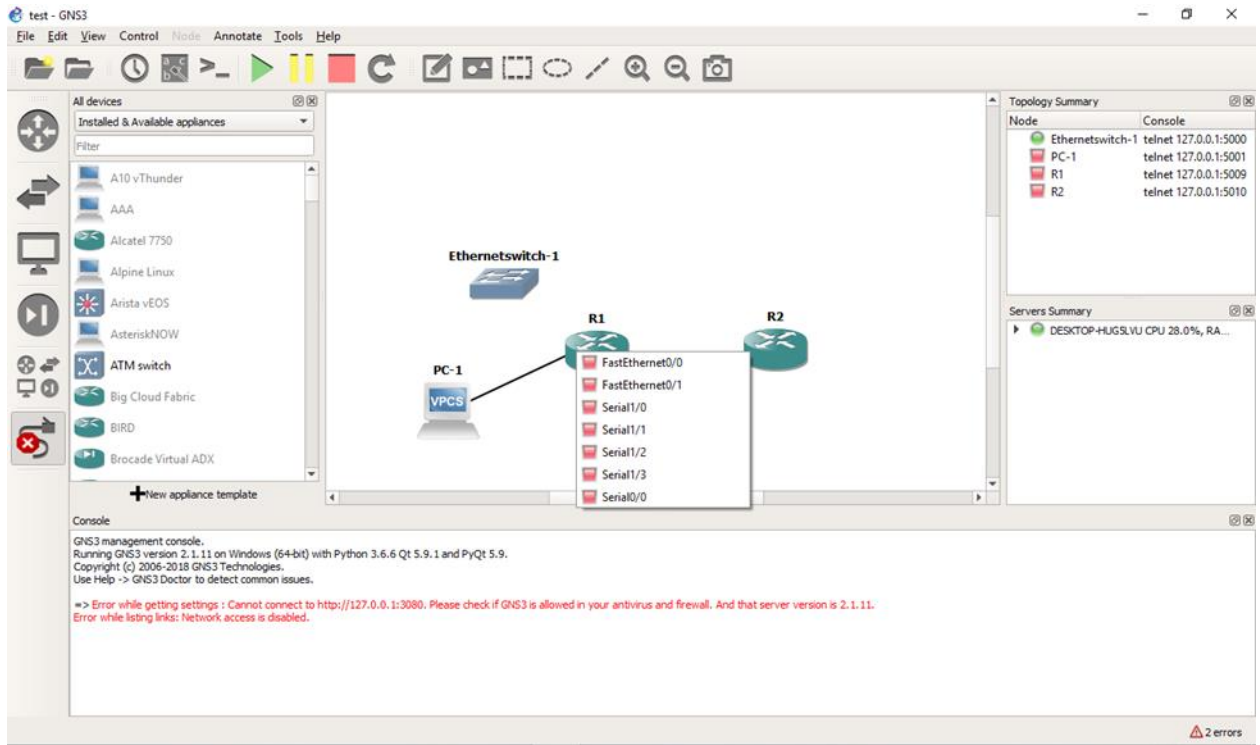 test - GNS3
File Edit View Control Node Annotate Tools Help
All devices
Installed & Available appliances
Filter
A10 vThunder
AAA
Alcatel 7750
Alpine Linux
Arista vEOS
AsteriskNOW
ATM switch
Big Cloud Fabric
BIRD
Brocade Virtual ADX
New appliance template
Ethernetswitch-1
R1
R2
PC-1
VPCS
FastEthernet0/0
FastEthernet0/1
Serial1/0
Serial1/1
Serial1/2
Serial1/3
Serial0/0
Topology Summary
Node Console
Ethernetswitch-1 telnet 127.0.0.1:5000
PC-1 telnet 127.0.0.1:5001
R1 telnet 127.0.0.1:5009
R2 telnet 127.0.0.1:5010
Servers Summary
DESKTOP-HUG5LVU CPU 28.0%, RA...
Console
GNS3 management console.
Running GNS3 version 2.1.11 on Windows (64-bit) with Python 3.6.6 Qt 5.9.1 and PyQt 5.9.
Copyright (c) 2006-2018 GNS3 Technologies.
Use Help -> GNS3 Doctor to detect common issues.
=> Error while getting settings : Cannot connect to http://127.0.0.1:3080. Please check if GNS3 is allowed in your antivirus and firewall. And that server version is 2.1.11.
Error while listing links: Network access is disabled.
2 errors